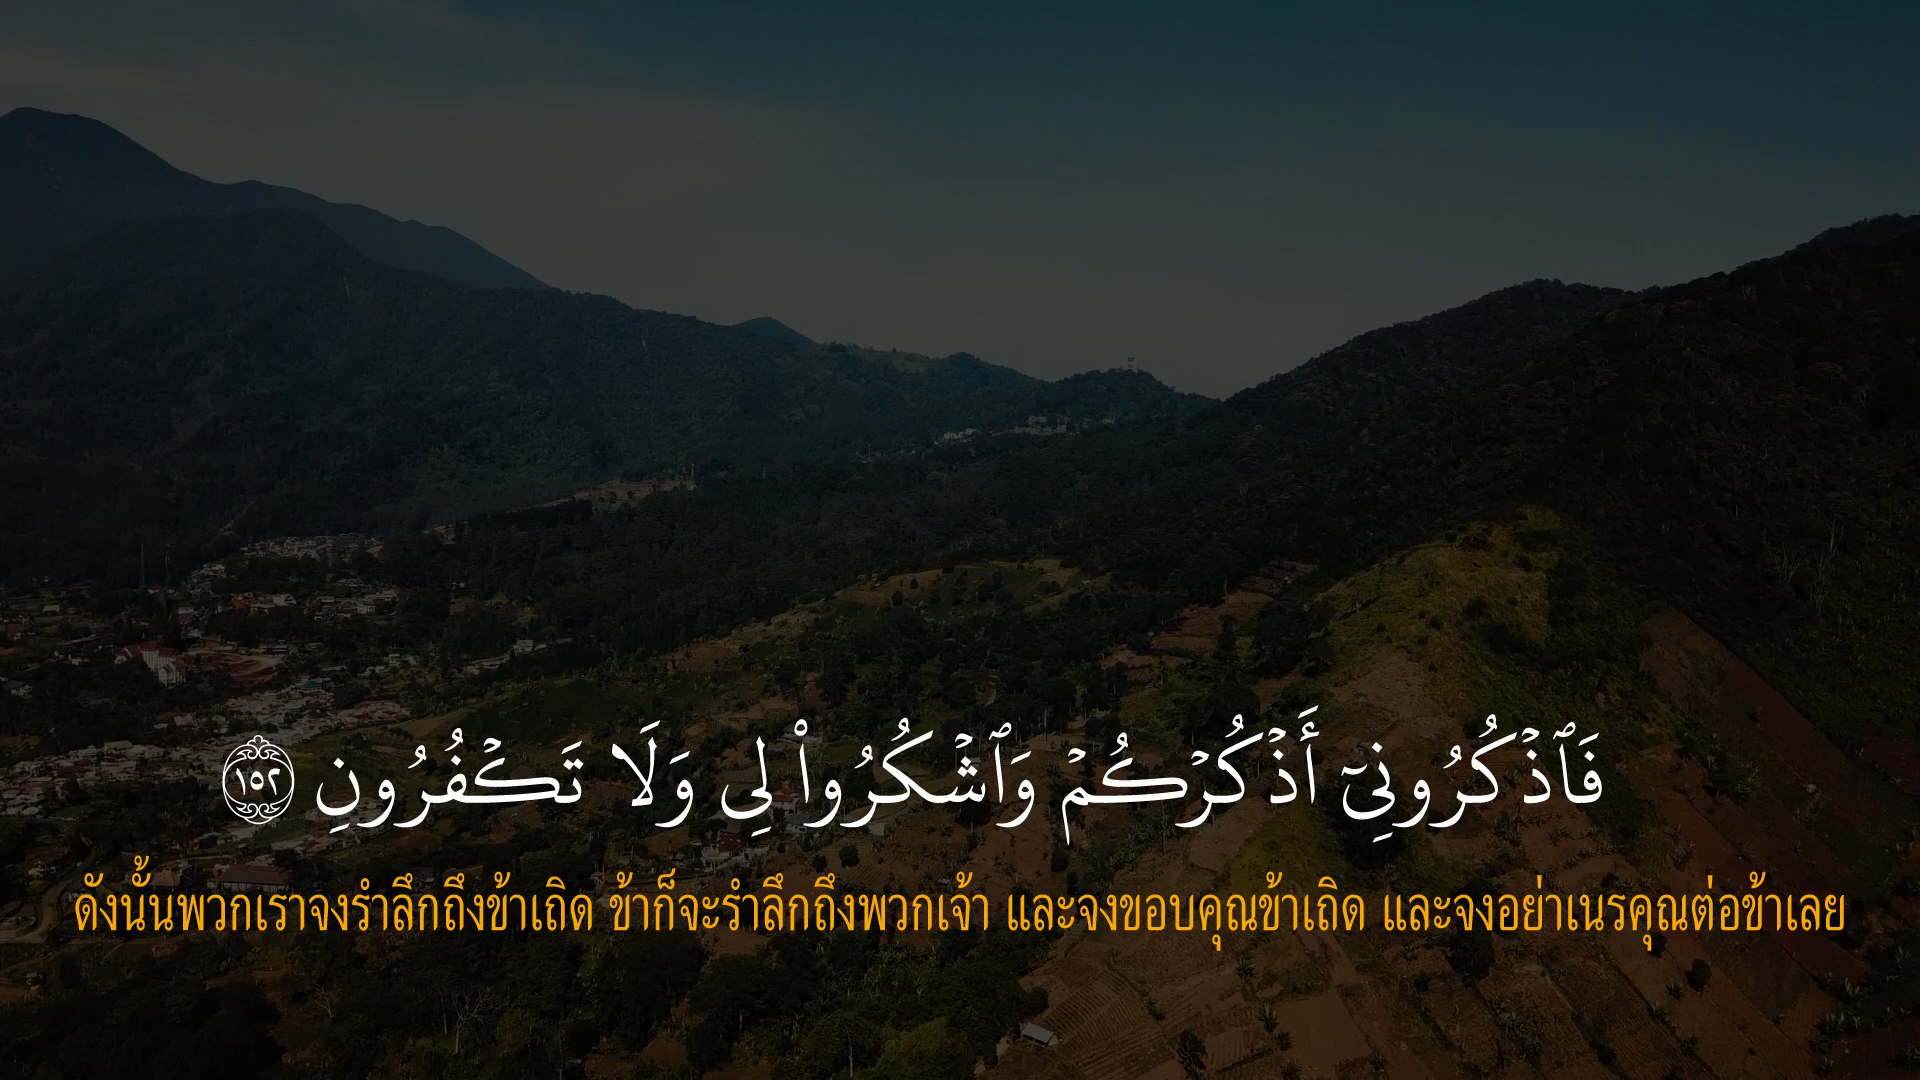 فَٱذۡكُرُونِيٓ أَذۡكُرۡكُمۡ وَٱشۡكُرُواْ لِي وَلَا تَكۡفُرُونِ ١٥٢
ดังนั้นพวกเราจงรำลึกถึงข้าเถิด ข้าก็จะรำลึกถึงพวกเจ้า และจงขอบคุณข้าเถิด และจงอย่าเนรคุณต่อข้าเลย